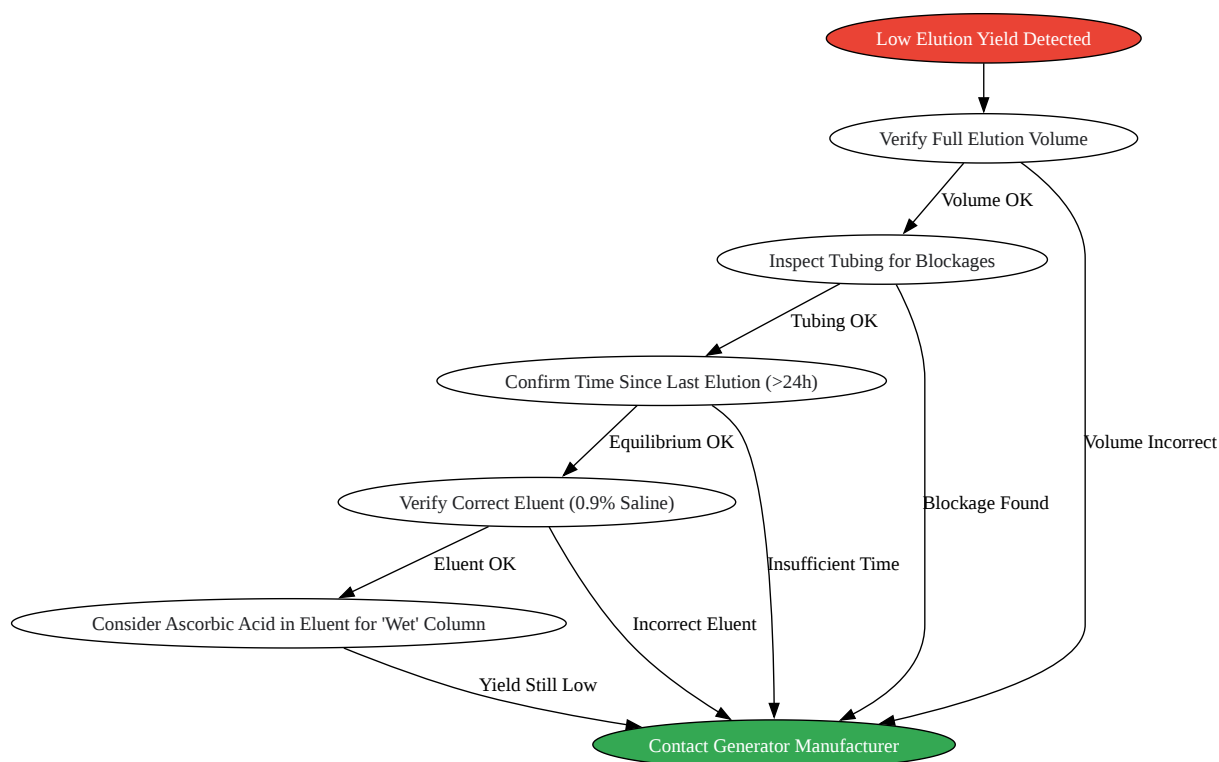 Low Elution Yield Detected
Verify Full Elution Volume
Volume OK
Inspect Tubing for Blockages
Tubing OK
Confirm Time Since Last Elution (>24h)
Equilibrium OK
Volume Incorrect
Verify Correct Eluent (0.9% Saline)
Blockage Found
Eluent OK
Insufficient Time
Consider Ascorbic Acid in Eluent for 'Wet' Column
Incorrect Eluent
Yield Still Low
Contact Generator Manufacturer